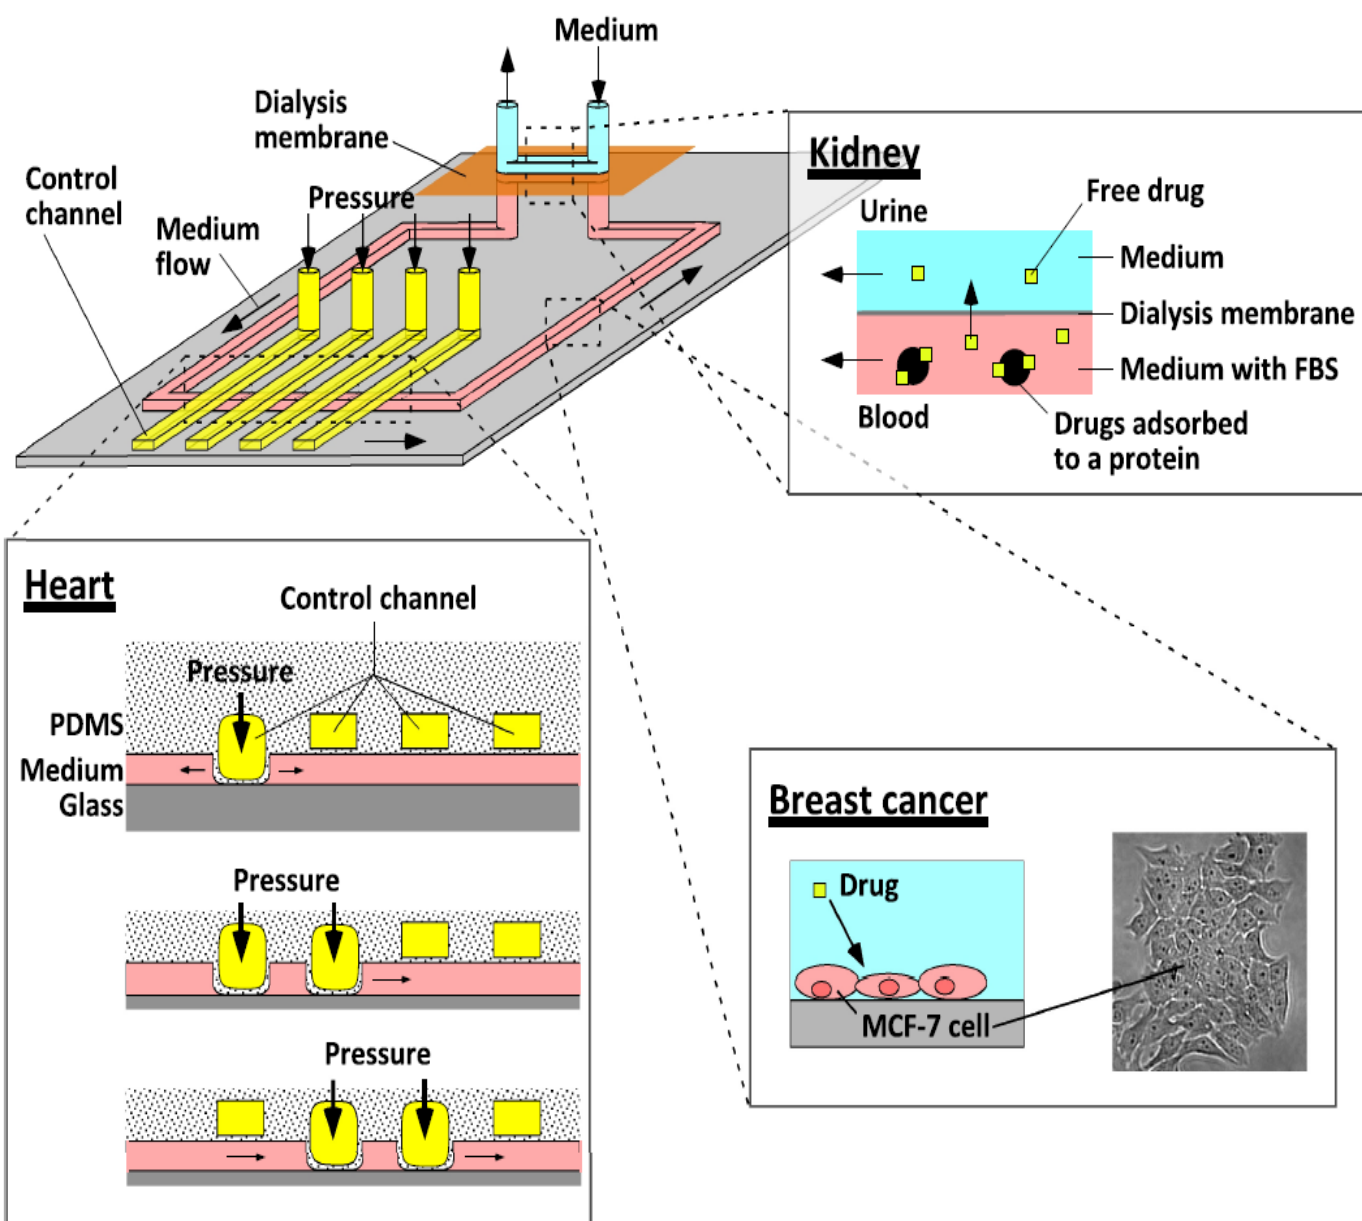 Medium
Dialysis
membrane
Control
channel
Pressure
Medium
flow
Kidney
Urine
Free drug
Medium
Dialysis membrane
Medium with FBS
Blood
Drugs adsorbed
to a protein
Heart
Control channel
Pressure
PDMS
Medium
Glass
Pressure
Pressure
Breast cancer
Drug
MCF-7 cell